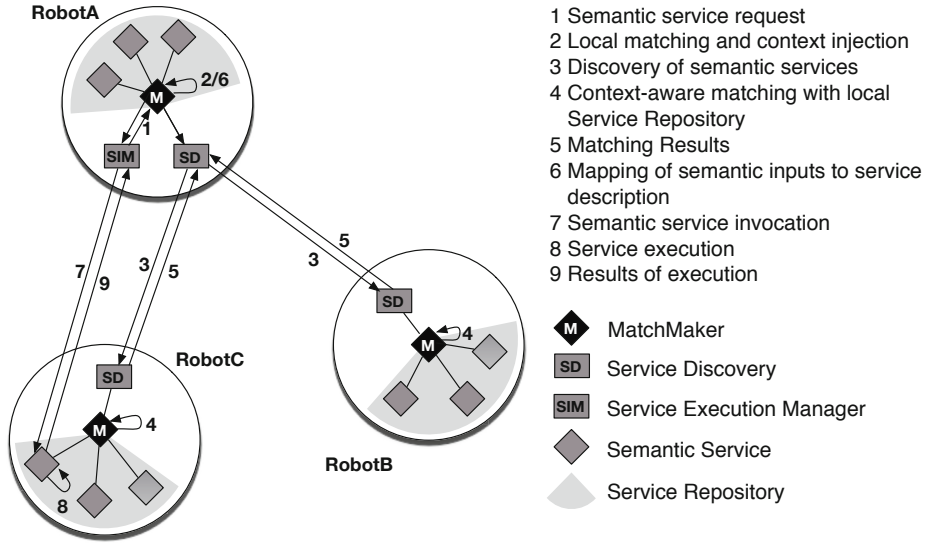 RobotA
M
2/6
1
SIM
SD
7
9
3
5
5
3
SD
M
4
RobotB
RobotC
SD
M
4
8
1 Semantic service request
2 Local matching and context injection
3 Discovery of semantic services
4 Context-aware matching with local
Service Repository
5 Matching Results
6 Mapping of semantic inputs to service
description
7 Semantic service invocation
8 Service execution
9 Results of execution
M MatchMaker
SD Service Discovery
SIM Service Execution Manager
Semantic Service
Service Repository